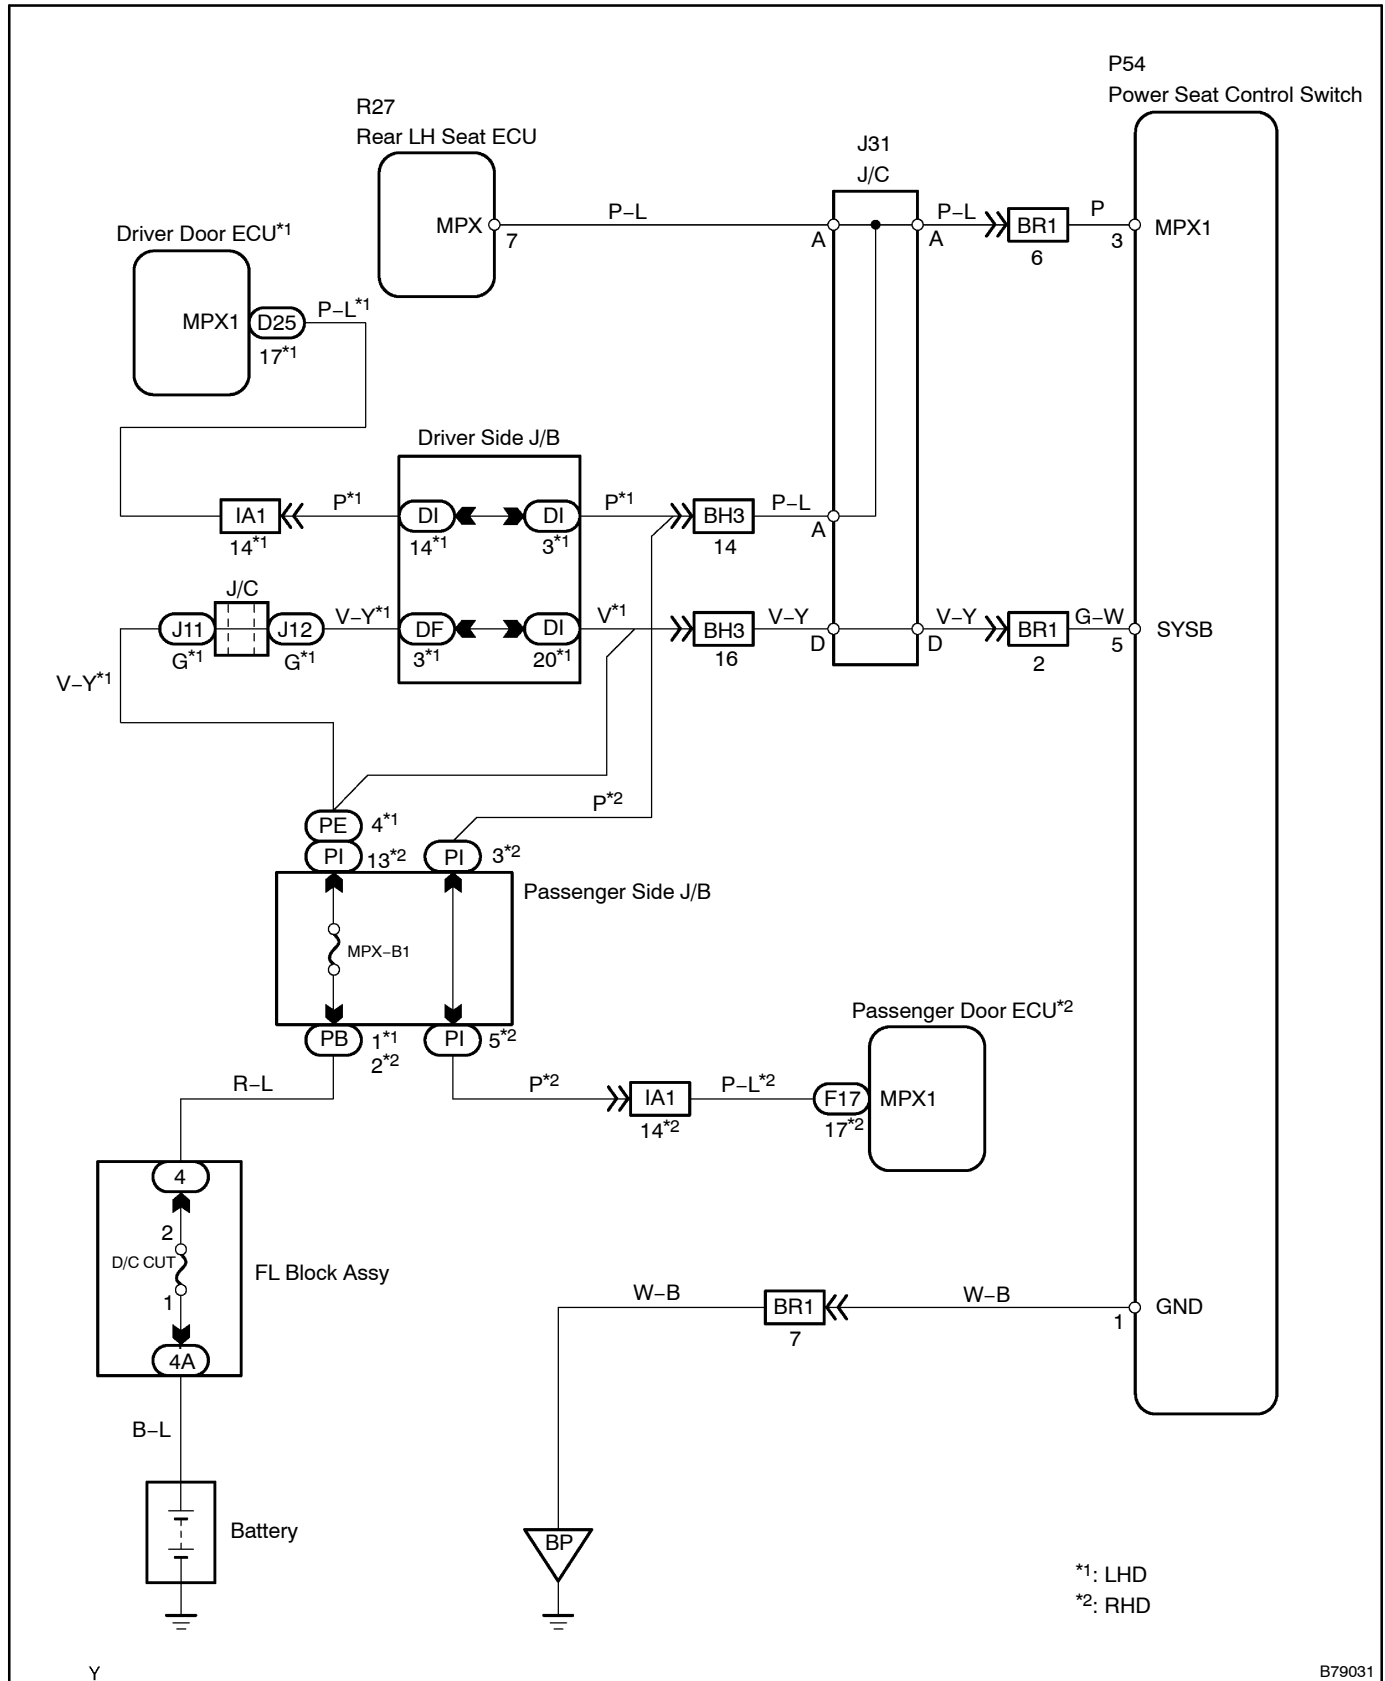 P54
Power Seat Control Switch
R27
Rear LH Seat ECU
J31
J/C
MPX
7
P–L
A
A
P–L
BR1
6
P
3
MPX1
Driver Door ECU*1
MPX1
D25
17*1
P–L*1
Driver Side J/B
IA1
14*1
P*1
DI
14*1
DI
3*1
P*1
BH3
14
P–L
A
J/C
J11
G*1
J12
G*1
V–Y*1
DF
3*1
DI
20*1
V*1
BH3
16
V–Y
D
D
V–Y
BR1
2
G–W
5
SYSB
V–Y*1
P*2
PE
4*1
PI
13*2
PI
3*2
Passenger Side J/B
MPX–B1
PB
1*1
2*2
PI
5*2
Passenger Door ECU*2
R–L
P*2
IA1
14*2
P–L*2
F17
17*2
MPX1
4
2
D/C CUT
1
4A
FL Block Assy
W–B
BR1
7
W–B
1
GND
B–L
Battery
BP
*1: LHD
*2: RHD
Y
B79031